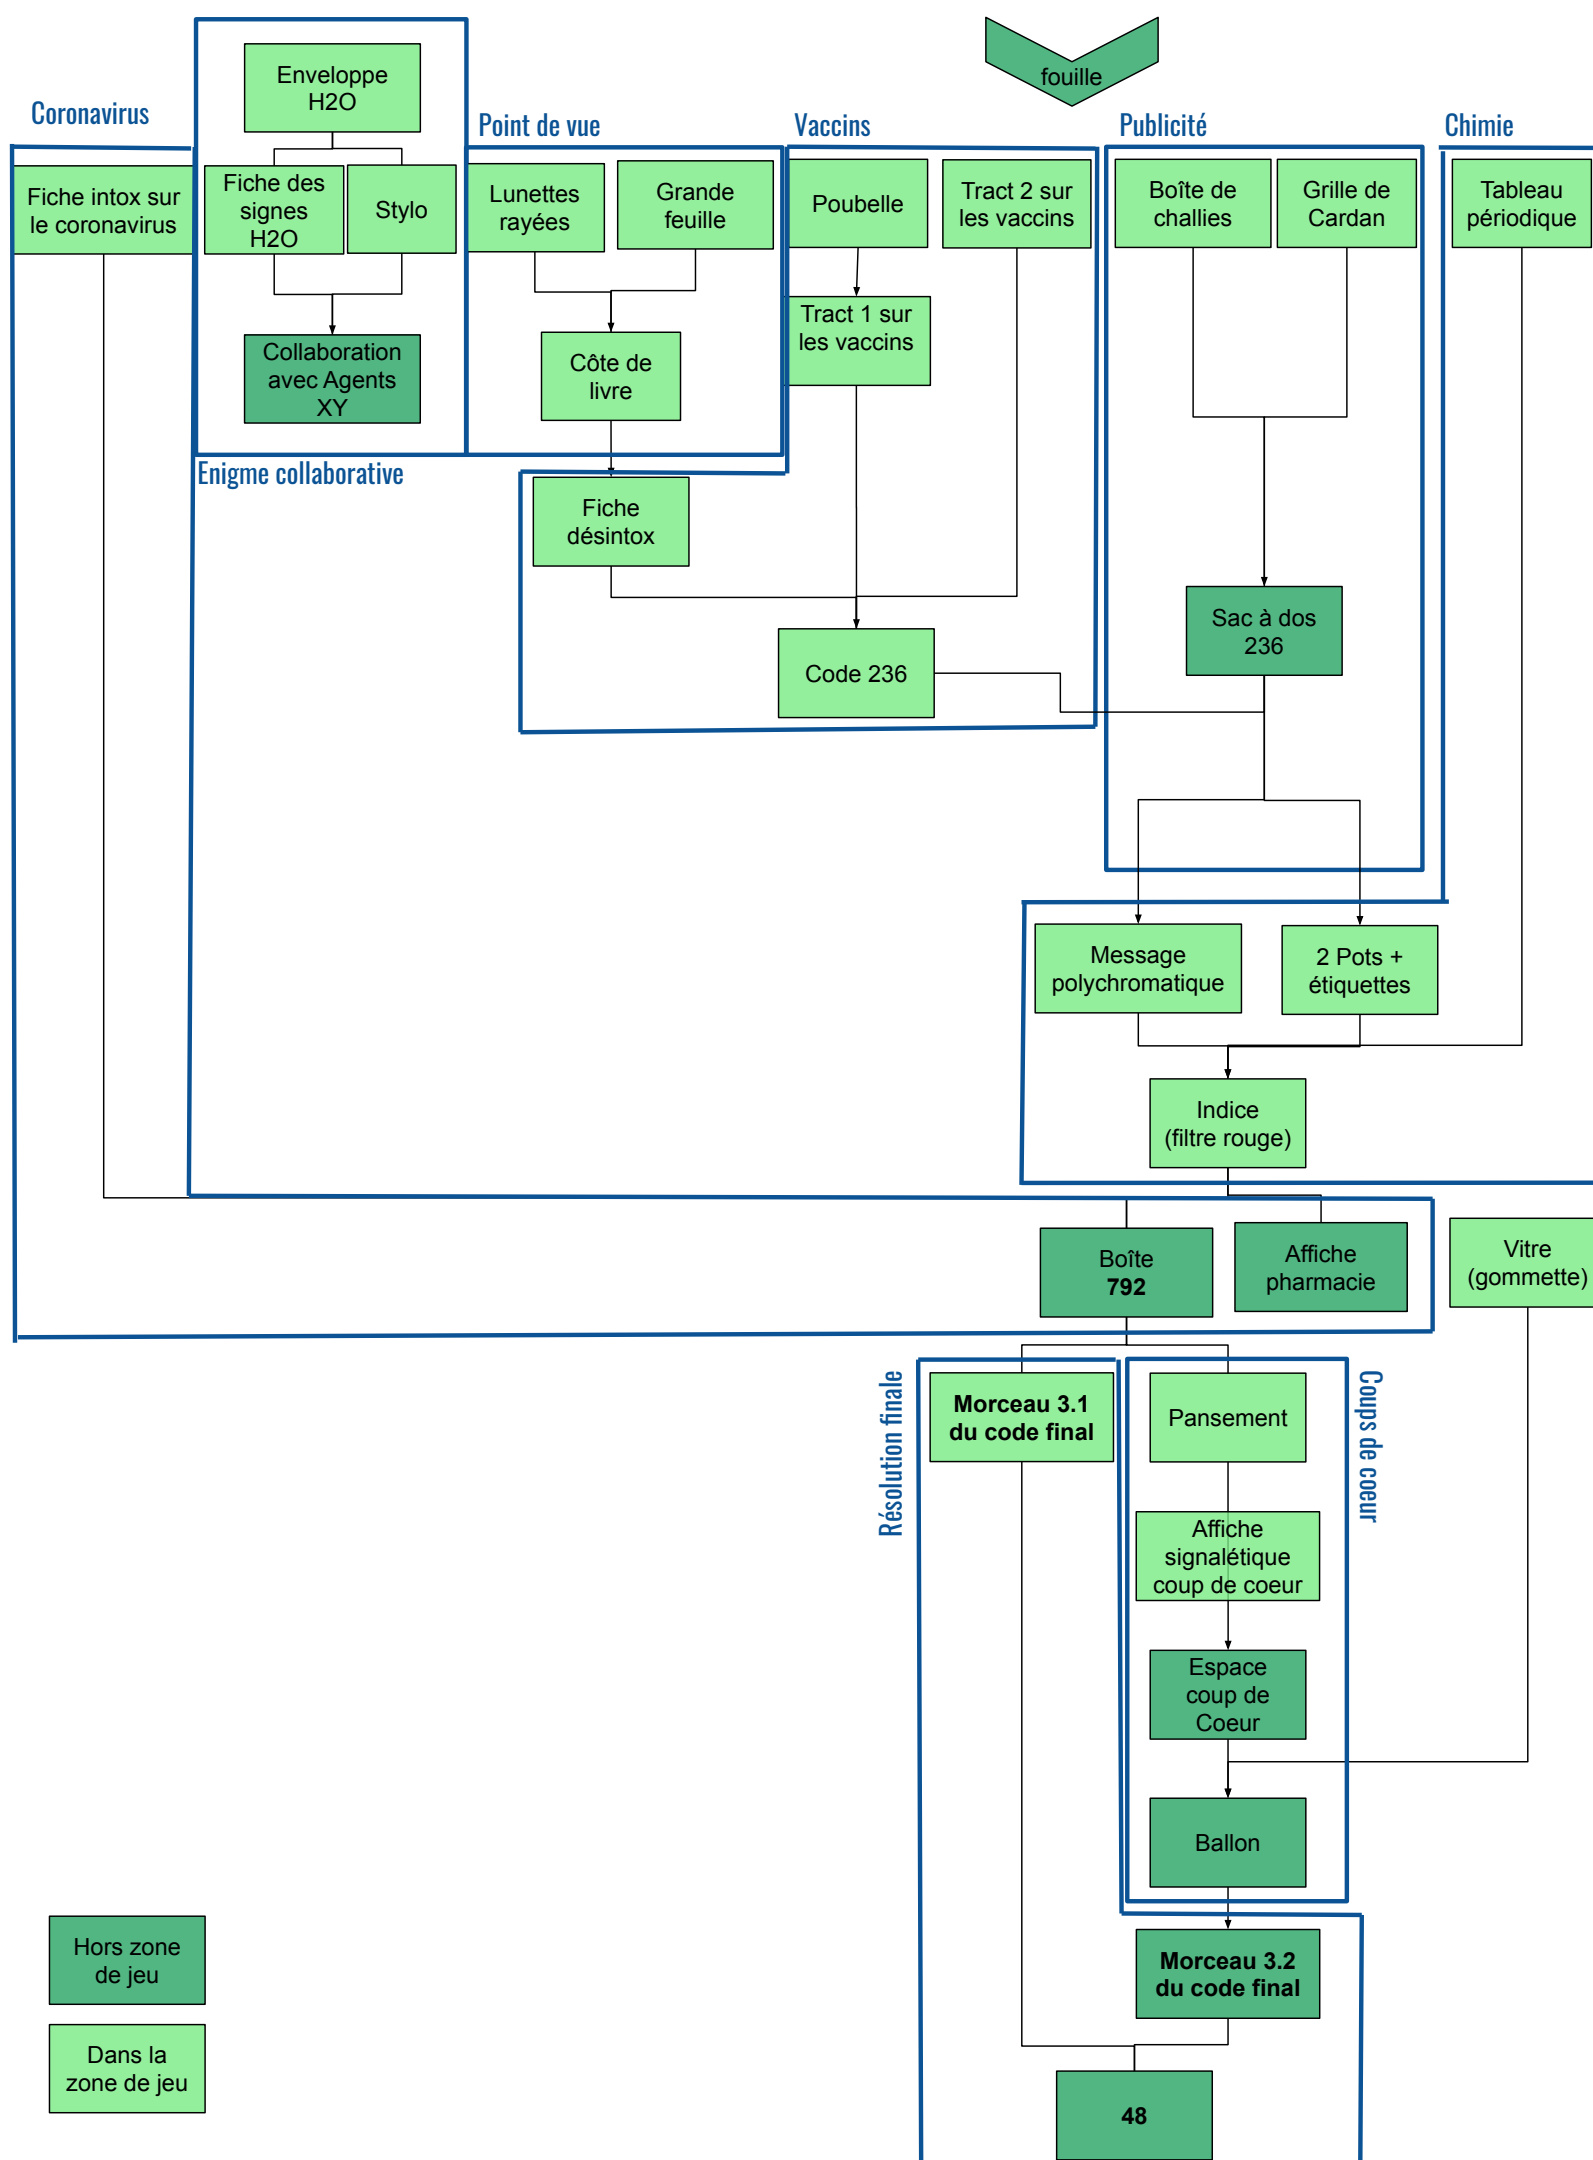 fouille
Coronavirus
Enveloppe
H2O
Point de vue
Vaccins
Publicité
Chimie
Fiche intox sur
le coronavirus
Fiche des
signes
H2O
Stylo
Lunettes
rayées
Grande
feuille
Poubelle
Tract 2 sur
les vaccins
Boîte de
challies
Grille de
Cardan
Tableau
périodique
Collaboration
avec Agents
XY
Côte de
livre
Tract 1 sur
les vaccins
Enigme collaborative
Fiche
désintox
Code 236
Sac à dos
236
Message
polychromatique
2 Pots +
étiquettes
Indice
(filtre rouge)
Boîte
792
Affiche
pharmacie
Vitre
(gommette)
Résolution finale
Morceau 3.1
du code final
Pansement
Coups de coeur
Affiche
signalétique
coup de coeur
Espace
coup de
Coeur
Ballon
Hors zone
de jeu
Morceau 3.2
du code final
Dans la
zone de jeu
48